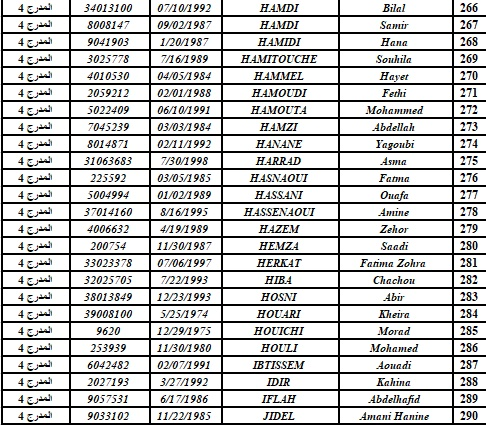 المدرج 4 34013100 07/10/1992 HAMDI Bilal 266
المدرج 4 8008147 09/02/1987 HAMDI Samir 267
المدرج 4 9041903 1/20/1987 HAMIDI Hana 268
المدرج 4 3025778 7/16/1989 HAMITOUCHE Souhila 269
المدرج 4 4010530 04/05/1984 HAMMEL Hayet 270
المدرج 4 2059212 02/01/1988 HAMOUDI Fethi 271
المدرج 4 5022409 06/10/1991 HAMOUTA Mohammed 272
المدرج 4 7045239 03/03/1984 HAMZI Abdellah 273
المدرج 4 8014871 02/11/1992 HANANE Yagoubi 274
المدرج 4 31063683 7/30/1998 HARRAD Asma 275
المدرج 4 225592 03/05/1985 HASNAOUI Fatma 276
المدرج 4 5004994 01/02/1989 HASSANI Ouafa 277
المدرج 4 37014160 8/16/1995 HASSENAOUI Amine 278
المدرج 4 4006632 4/19/1989 HAZEM Zehor 279
المدرج 4 200754 11/30/1987 HEMZA Saadi 280
المدرج 4 33023378 07/06/1997 HERKAT Fatima Zohra 281
المدرج 4 32025705 7/22/1993 HIBA Chachou 282
المدرج 4 38013849 12/23/1993 HOSNI Abir 283
المدرج 4 39008100 5/25/1974 HOUARI Kheira 284
المدرج 4 9620 12/29/1975 HOUICHI Morad 285
المدرج 4 253939 11/30/1980 HOULI Mohamed 286
المدرج 4 6042482 02/07/1991 IBTISSEM Aouadi 287
المدرج 4 2027193 3/27/1992 IDIR Kahina 288
المدرج 4 9057531 6/17/1986 IFLAH Abdelhafid 289
المدرج 4 9033102 11/22/1985 JIDEL Amani Hanine 290